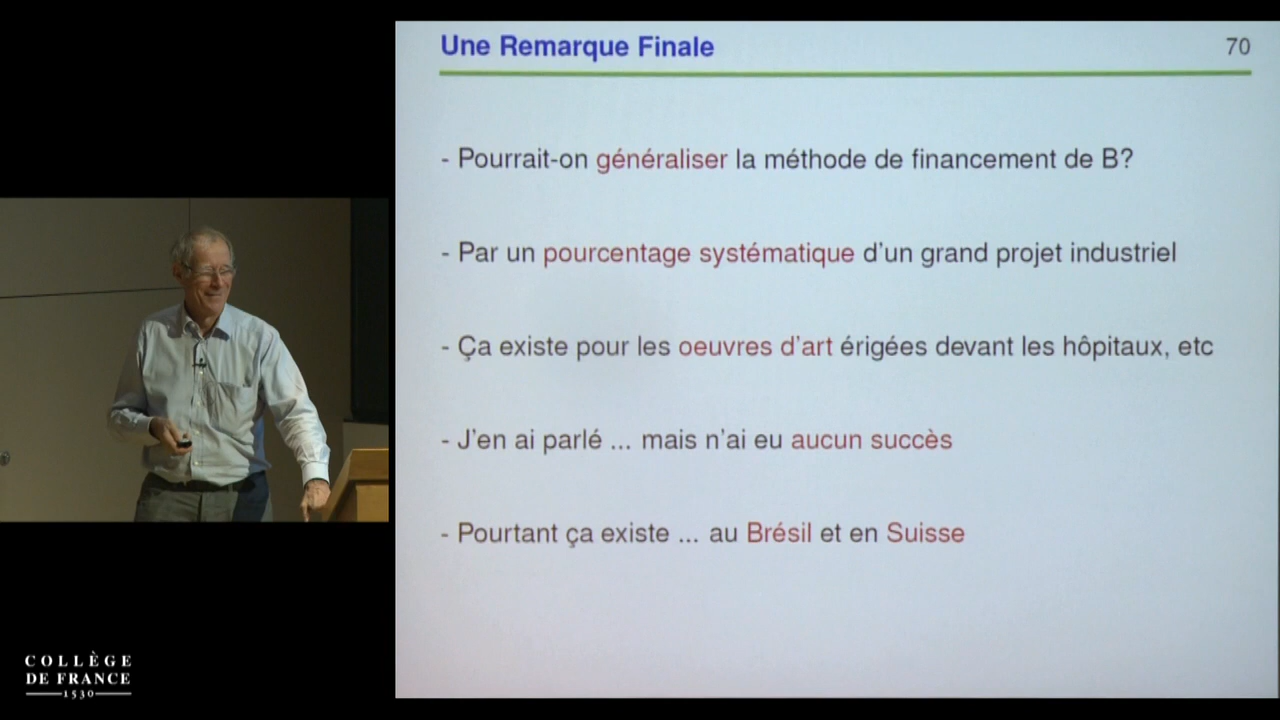 Une Remarque Finale
70
- Pourrait-on généraliser la méthode de financement de B?
- Par un pourcentage systématique d'un grand projet industriel
- Ça existe pour les oeuvres d'art érigées devant les hôpitaux, etc
- J'en ai parlé ... mais n'ai eu aucun succès
- Pourtant ça existe ... au Brésil et en Suisse
COLLÈGE
DE FRANCE
1530